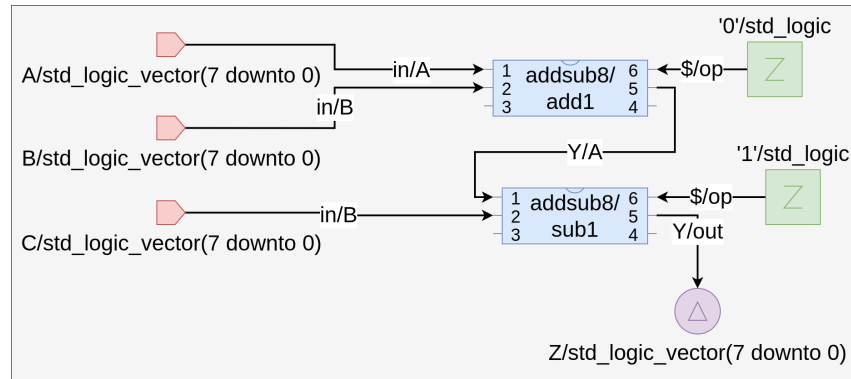 '0'/std_logic
A/std_logic_vector(7 downto 0)
in/A
1 addsub8/ 6
2 add1 5
3 4
$/op
Z
in/B
B/std_logic_vector(7 downto 0)
Y/A
'1'/std_logic
C/std_logic_vector(7 downto 0)
in/B
1 addsub8/ 6
2 sub1 5
3 4
$/op
Z
Y/out
Z/std_logic_vector(7 downto 0)